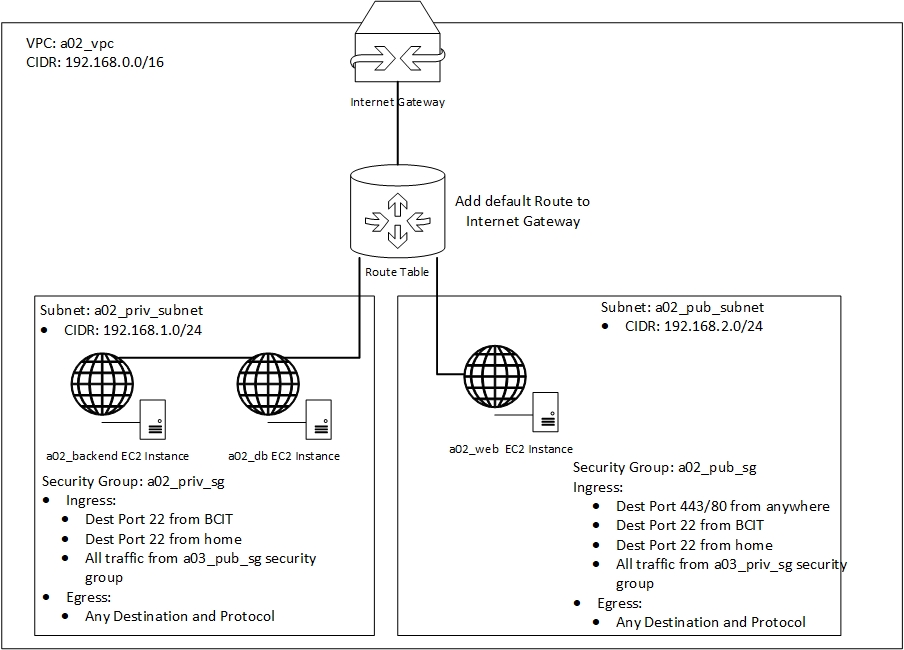 VPC: a02_vpc
CIDR: 192.168.0.0/16
Internet Gateway
Add default Route to
Internet Gateway
Route Table
Subnet: a02_priv_subnet
• CIDR: 192.168.1.0/24
a02_backend EC2 Instance
a02_db EC2 Instance
Security Group: a02_priv_sg
• Ingress:
• Dest Port 22 from BCIT
• Dest Port 22 from home
• All traffic from a03_pub_sg security
group
• Egress:
• Any Destination and Protocol
Subnet: a02_pub_subnet
• CIDR: 192.168.2.0/24
a02_web EC2 Instance
Security Group: a02_pub_sg
Ingress:
• Dest Port 443/80 from anywhere
• Dest Port 22 from BCIT
• Dest Port 22 from home
• All traffic from a03_priv_sg security
group
• Egress:
• Any Destination and Protocol